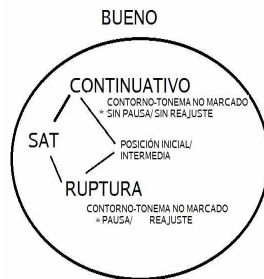 BUENO
CONTINUATIVO
CONTORNO-TONEMA NO MARCADO
* SIN PAUSA/ SIN REAJUSTE
SAT
POSICIÓN INICIAL/
INTERMEDIA
RUPTURA
CONTORNO-TONEMA NO MARCADO
* PAUSA/ REAJUSTE